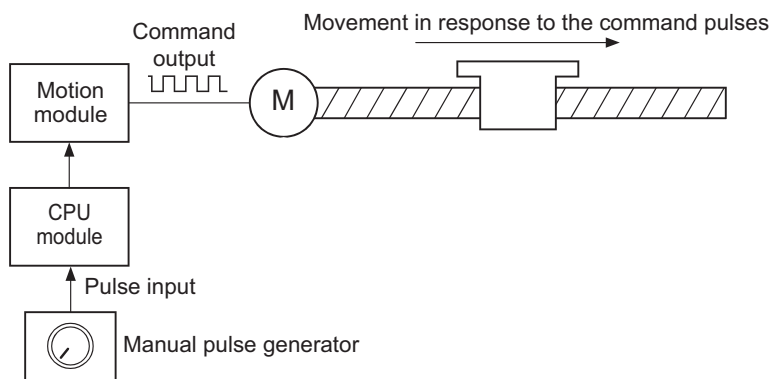 Movement in response to the command pulses
Command
output
Motion
module
M
CPU
module
Pulse input
Manual pulse generator